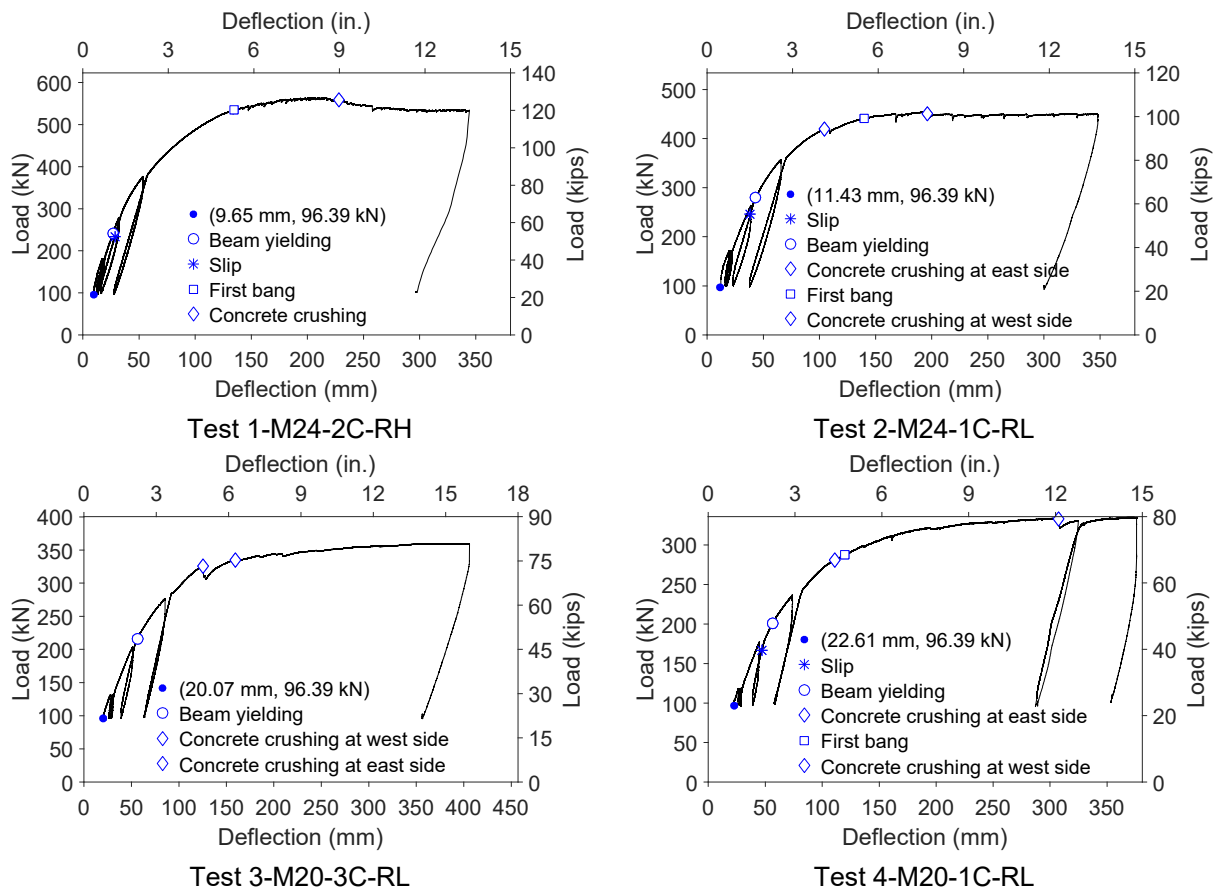 Deflection (in.)
0 3 6 9 12 15
600 500 400 300 200 100 0
Load (kN)
140 120 100 80 60 40 20 0
Load (kips)
(9.65 mm, 96.39 kN)
Beam yielding
Slip
First bang
Concrete crushing
0 50 100 150 200 250 300 350
Deflection (mm)
Test 1-M24-2C-RH
Deflection (in.)
0 3 6 9 12 15
500 400 300 200 100 0
Load (kN)
120 100 80 60 40 20 0
Load (kips)
(11.43 mm, 96.39 kN)
Slip
Beam yielding
Concrete crushing at east side
First bang
Concrete crushing at west side
0 50 100 150 200 250 300 350
Deflection (mm)
Test 2-M24-1C-RL
Deflection (in.)
0 3 6 9 12 15 18
400 350 300 250 200 150 100 50 0
Load (kN)
90 75 60 45 30 15 0
Load (kips)
(20.07 mm, 96.39 kN)
Beam yielding
Concrete crushing at west side
Concrete crushing at east side
0 50 100 150 200 250 300 350 400 450
Deflection (mm)
Test 3-M20-3C-RL
Deflection (in.)
0 3 6 9 12 15
300 250 200 150 100 50 0
Load (kN)
80 60 40 20 0
Load (kips)
(22.61 mm, 96.39 kN)
Slip
Beam yielding
Concrete crushing at east side
First bang
Concrete crushing at west side
0 50 100 150 200 250 300 350
Deflection (mm)
Test 4-M20-1C-RL